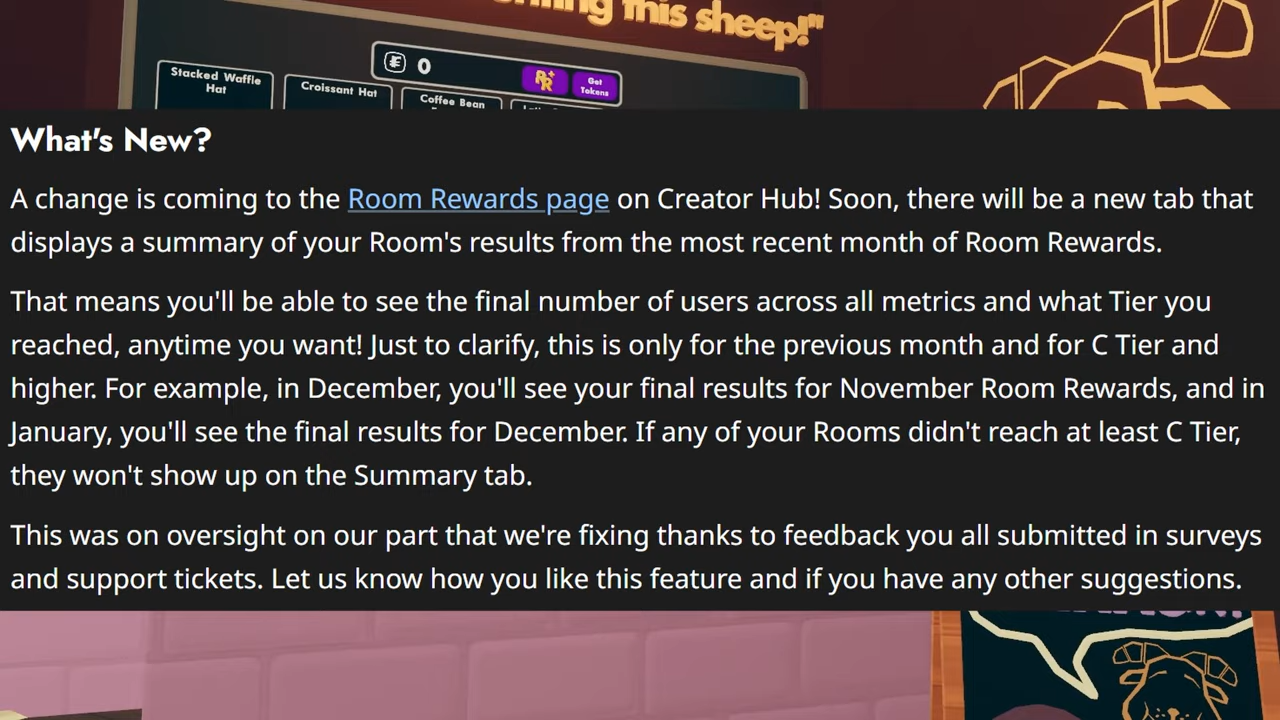 this sheep!"
0
RR+
Get
Tokens
Stacked Waffle
Hat
Croissant Hat
Coffee Bean
What's New?
A change is coming to the Room Rewards page on Creator Hub! Soon, there will be a new tab that
displays a summary of your Room's results from the most recent month of Room Rewards.
That means you'll be able to see the final number of users across all metrics and what Tier you
reached, anytime you want! Just to clarify, this is only for the previous month and for C Tier and
higher. For example, in December, you'll see your final results for November Room Rewards, and in
January, you'll see the final results for December. If any of your Rooms didn't reach at least C Tier,
they won't show up on the Summary tab.
This was on oversight on our part that we're fixing thanks to feedback you all submitted in surveys
and support tickets. Let us know how you like this feature and if you have any other suggestions.